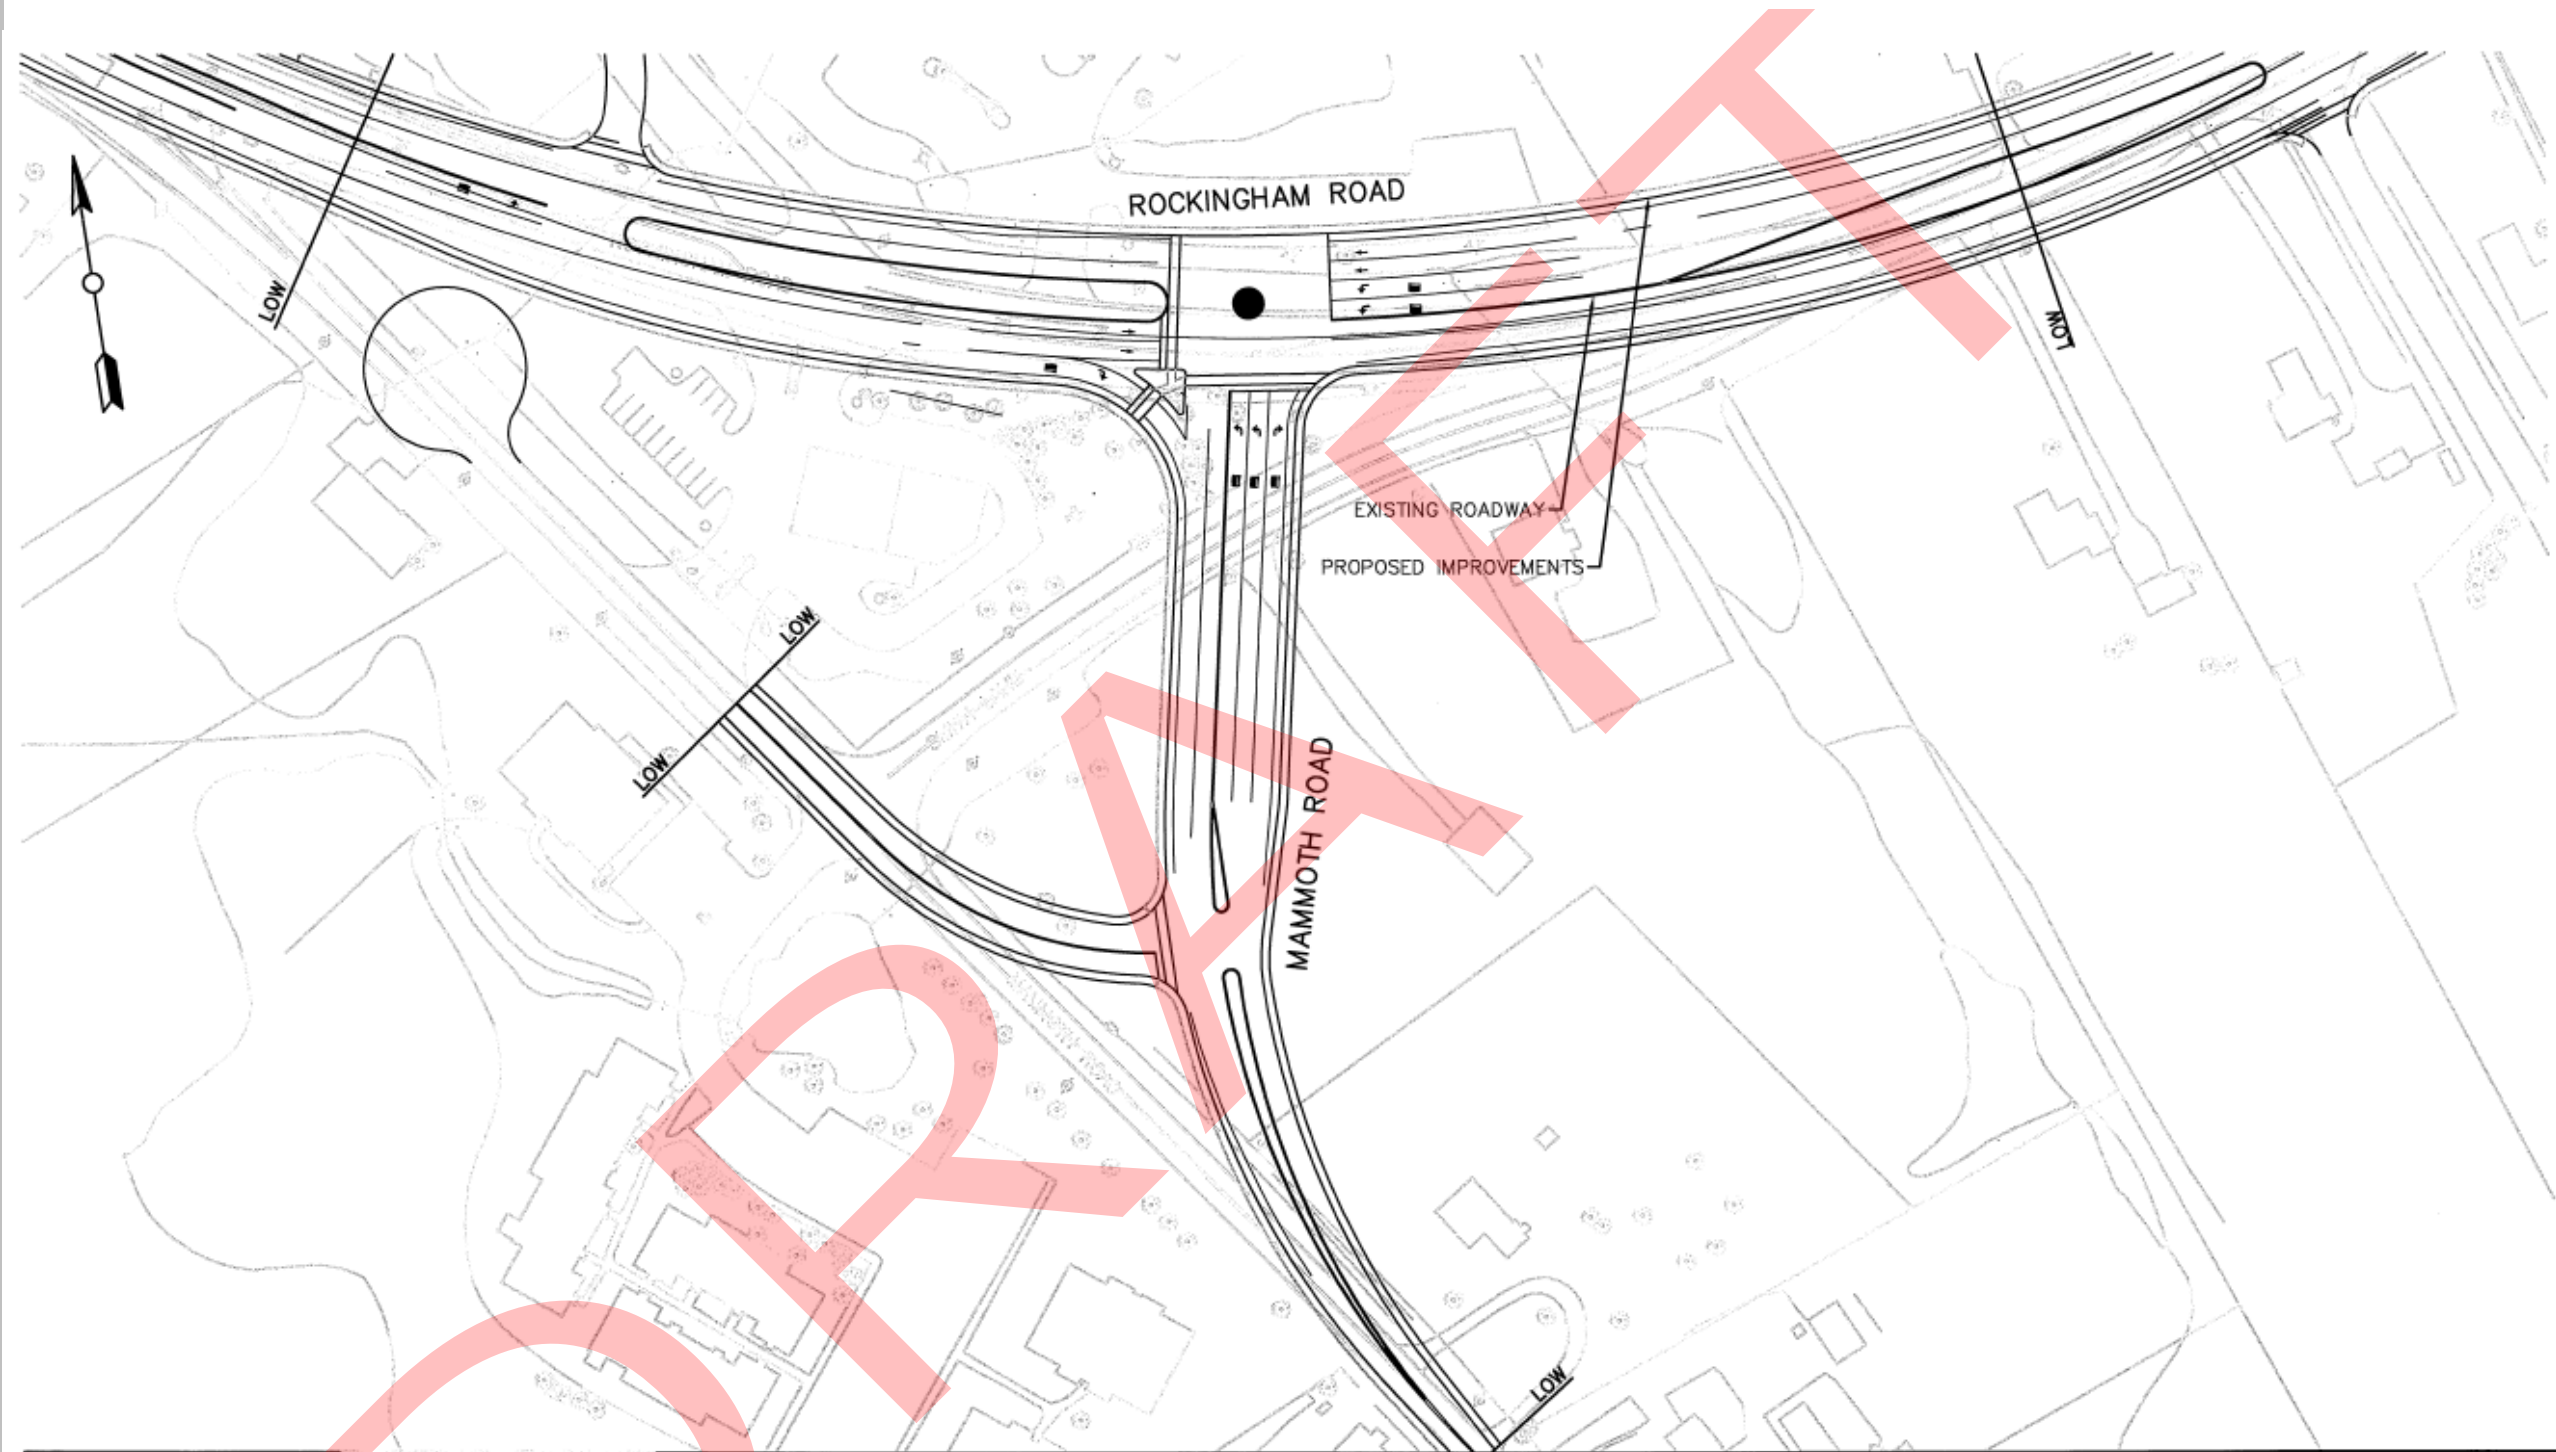 ROCKINGHAM ROAD
LOW
LOW
EXISTING ROADWAY
PROPOSED IMPROVEMENTS
LOW
LOW
MAMMOTH ROAD
LOW
DRAFT